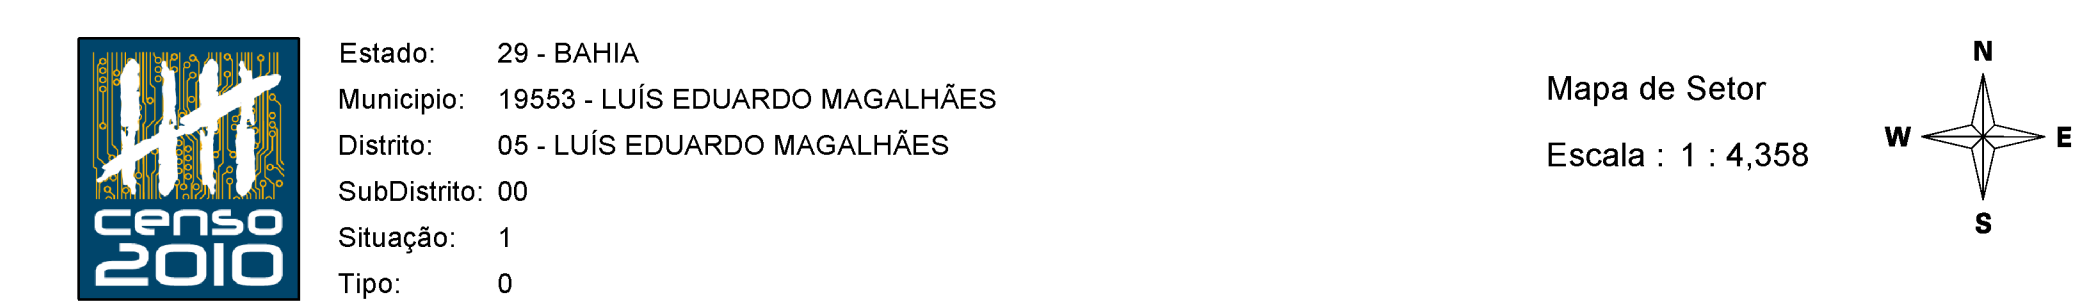 censo
2010
Estado: 29 - BAHIA
Municipio: 19553 - LUÍS EDUARDO MAGALHÃES
Distrito: 05 - LUÍS EDUARDO MAGALHÃES
SubDistrito: 00
Situação: 1
Tipo: 0
Mapa de Setor
Escala : 1 : 4,358
N
W E
S